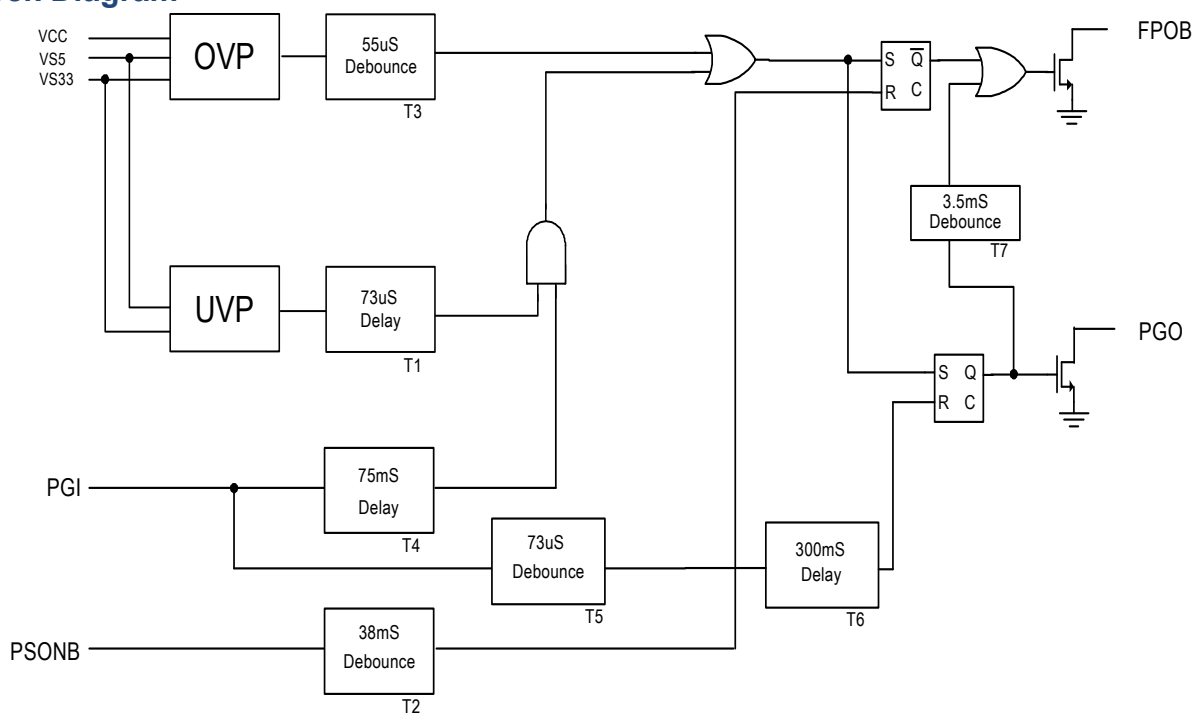 VCC
VS5
VS33
OVP
55uS
Debounce
T3
S Q
R C
FPOB
3.5mS
Debounce
T7
UVP
73uS
Delay
T1
PGO
S Q
R C
PGI
75mS
Delay
T4
73uS
Debounce
T5
300mS
Delay
T6
PSONB
38mS
Debounce
T2